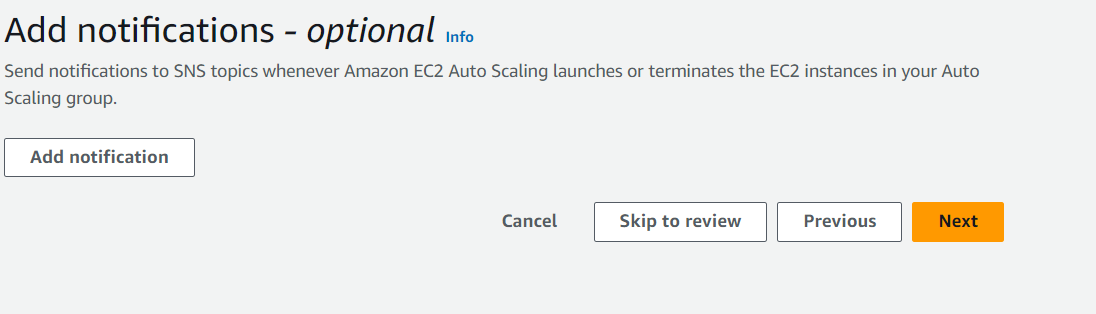 Add notifications - optional Info
Send notifications to SNS topics whenever Amazon EC2 Auto Scaling launches or terminates the EC2 instances in your Auto
Scaling group.
Add notification
Cancel Skip to review Previous Next